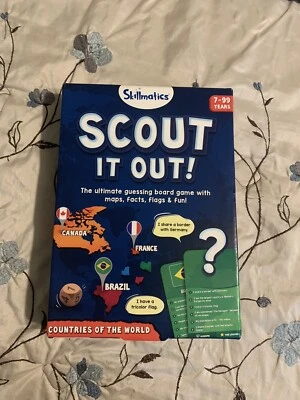 Skillmatics
7-99
YEARS
SCOUT
IT OUT!
The ultimate guessing board game with
maps, facts, flags & fun!
CANADA
FRANCE
I share a border
with Germany.
BRAZIL
I have a
tricolor flag.
?
COUNTRIES OF THE WORLD